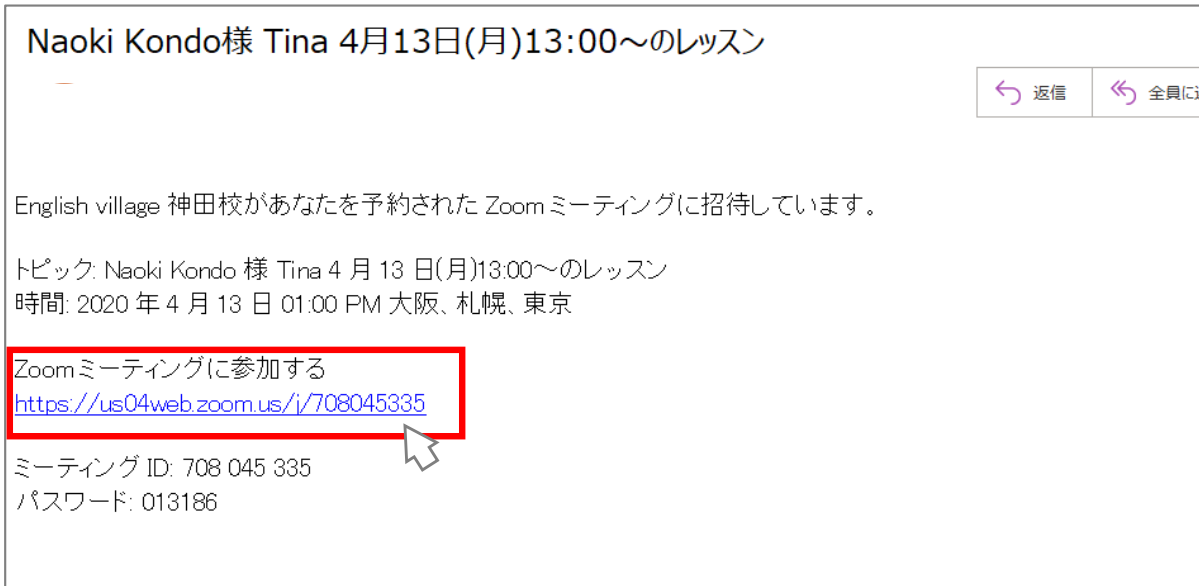 Naoki Kondo様 Tina 4月13日(月)13:00～のレッスン
返信
全員に
English village 神田校があなたを予約された Zoomミーティングに招待しています。
トピック: Naoki Kondo 様 Tina 4 月 13 日(月)13:00～のレッスン
時間: 2020 年 4 月 13 日 01:00 PM 大阪、札幌、東京
Zoomミーティングに参加する
https://us04web.zoom.us/j/708045335
ミーティング ID: 708 045 335
パスワード: 013186